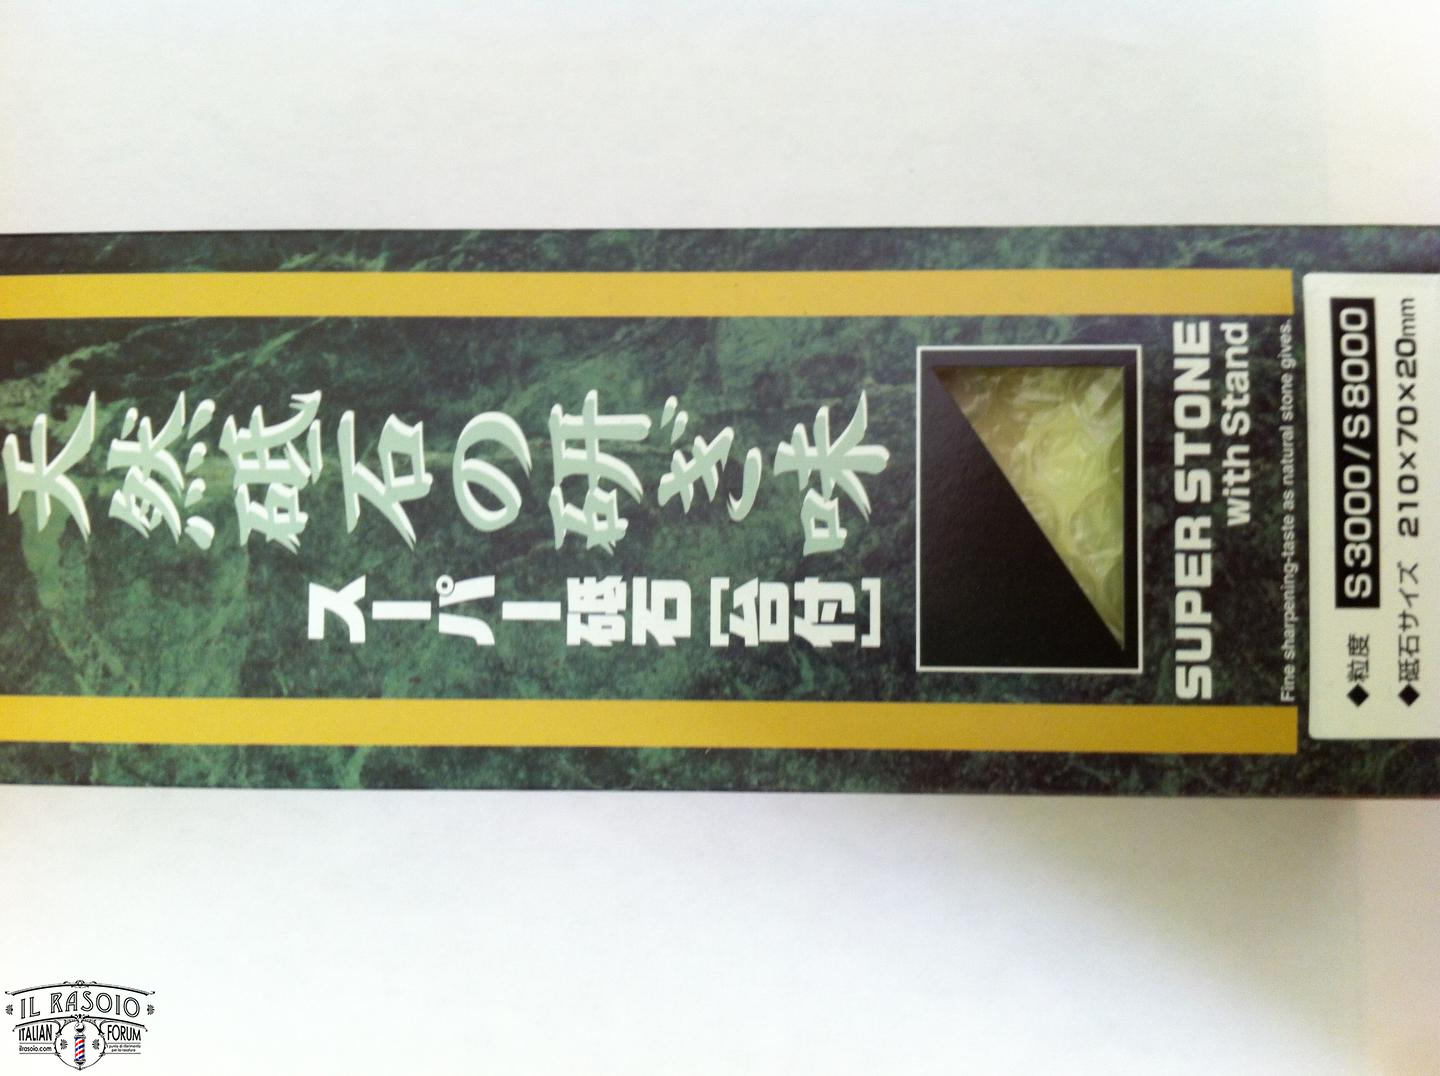 天然砥石の研ぎ味
スーパー砥石[台付]
SUPER STONE
with Stand
Fine sharpening-taste as natural stone gives.
◆粒度 S3000/S8000
◆砥石サイズ 210×70×20mm
IL RASOIO
ITALIAN FORUM
ilrasoio.com